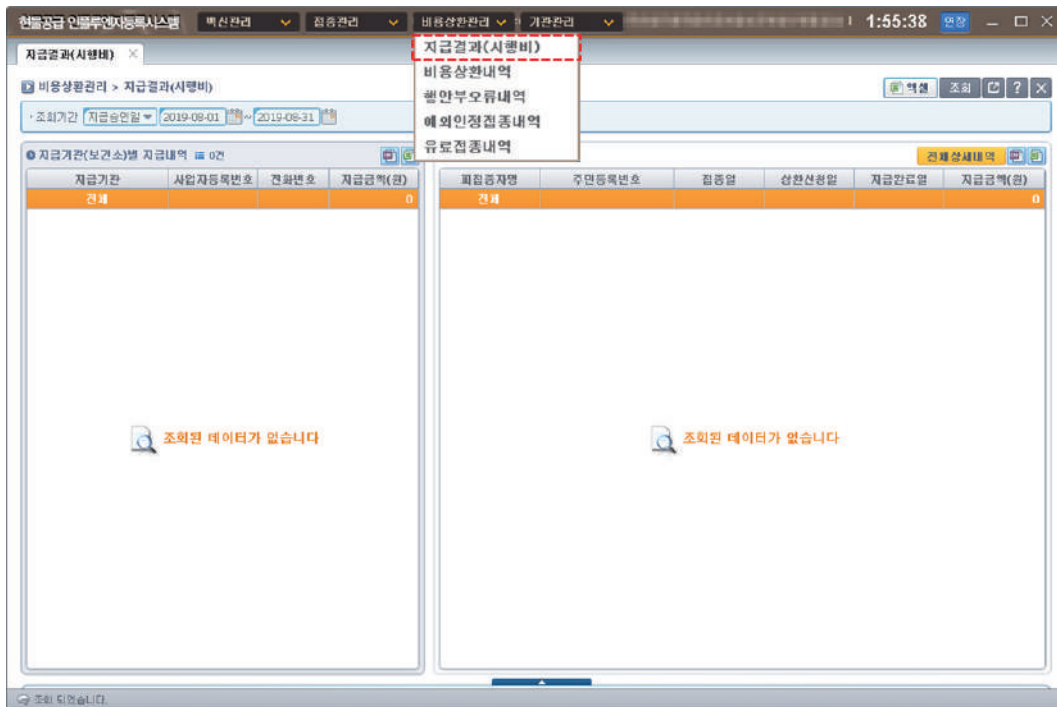 현물공급 인플루엔자등록시스템 백신관리 접종관리 비용상환관리 기관관리 1:55:38 연장
지급결과(시행비)
지급결과(시행비)
비용상환내역
행안부오류내역
예외인정접종내역
유료접종내역
비용상환관리 > 지급결과(시행비) 엑셀 조회
조회기간 지급승인일 2019-08-01 ~ 2019-08-31
지급기관(보건소)별 지급내역 0건 전체상세내역
지급기관 사업자등록번호 전화번호 지급금액(원) 피접종자명 주민등록번호 접종일 상환신청일 지급완료일 지급금액(원)
전체 0 전체 0
조회된 데이터가 없습니다 조회된 데이터가 없습니다
조회 되었습니다.